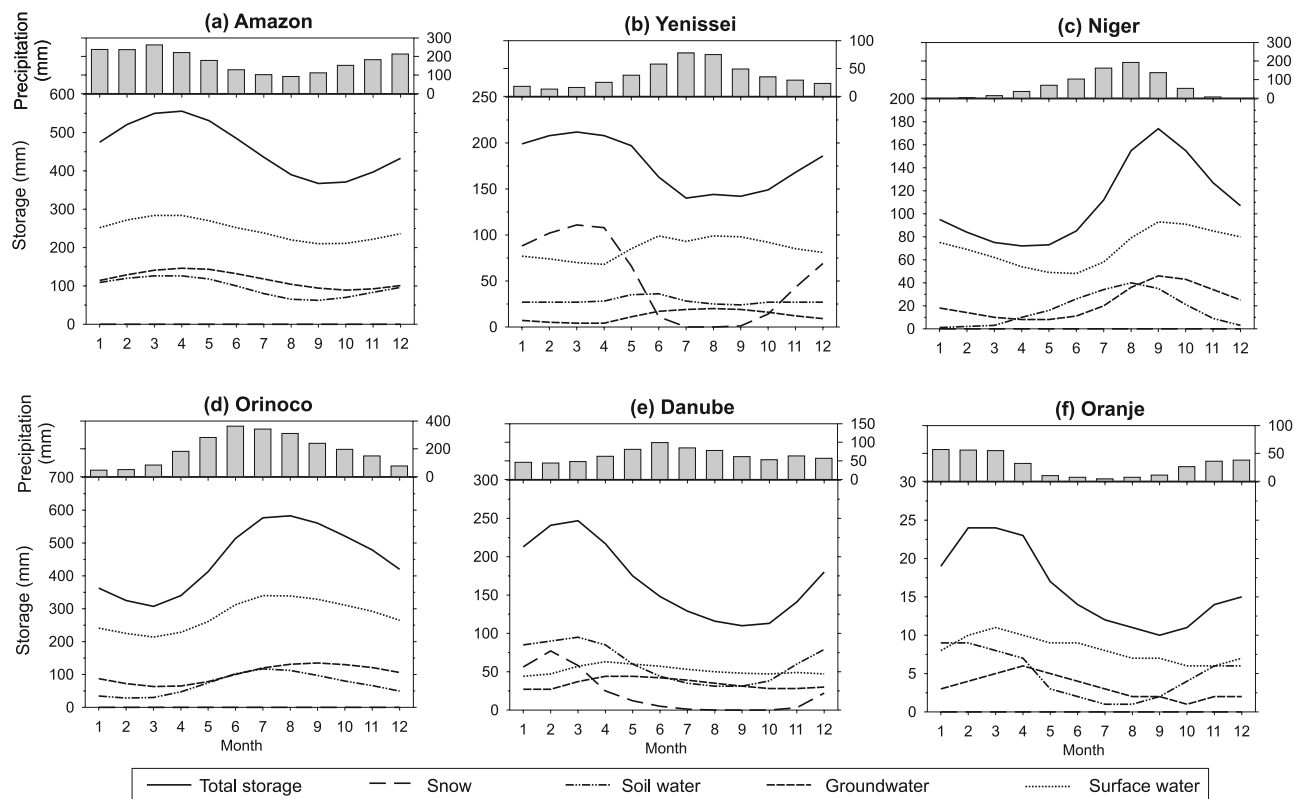 (a) Amazon
(b) Yenissei
(c) Niger
Precipitation
(mm)
300
200
100
0
100
50
0
300
200
100
0
Storage (mm)
600
500
400
300
200
100
0
250
200
150
100
50
0
200
180
160
140
120
100
80
60
40
20
0
1 2 3 4 5 6 7 8 9 10 11 12
1 2 3 4 5 6 7 8 9 10 11 12
1 2 3 4 5 6 7 8 9 10 11 12
(d) Orinoco
(e) Danube
(f) Oranje
Precipitation
(mm)
400
200
0
150
100
50
0
100
50
0
Storage (mm)
700
600
500
400
300
200
100
0
300
250
200
150
100
50
0
30
25
20
15
10
5
0
1 2 3 4 5 6 7 8 9 10 11 12
1 2 3 4 5 6 7 8 9 10 11 12
1 2 3 4 5 6 7 8 9 10 11 12
Month
Month
Month
Total storage
Snow
Soil water
Groundwater
Surface water